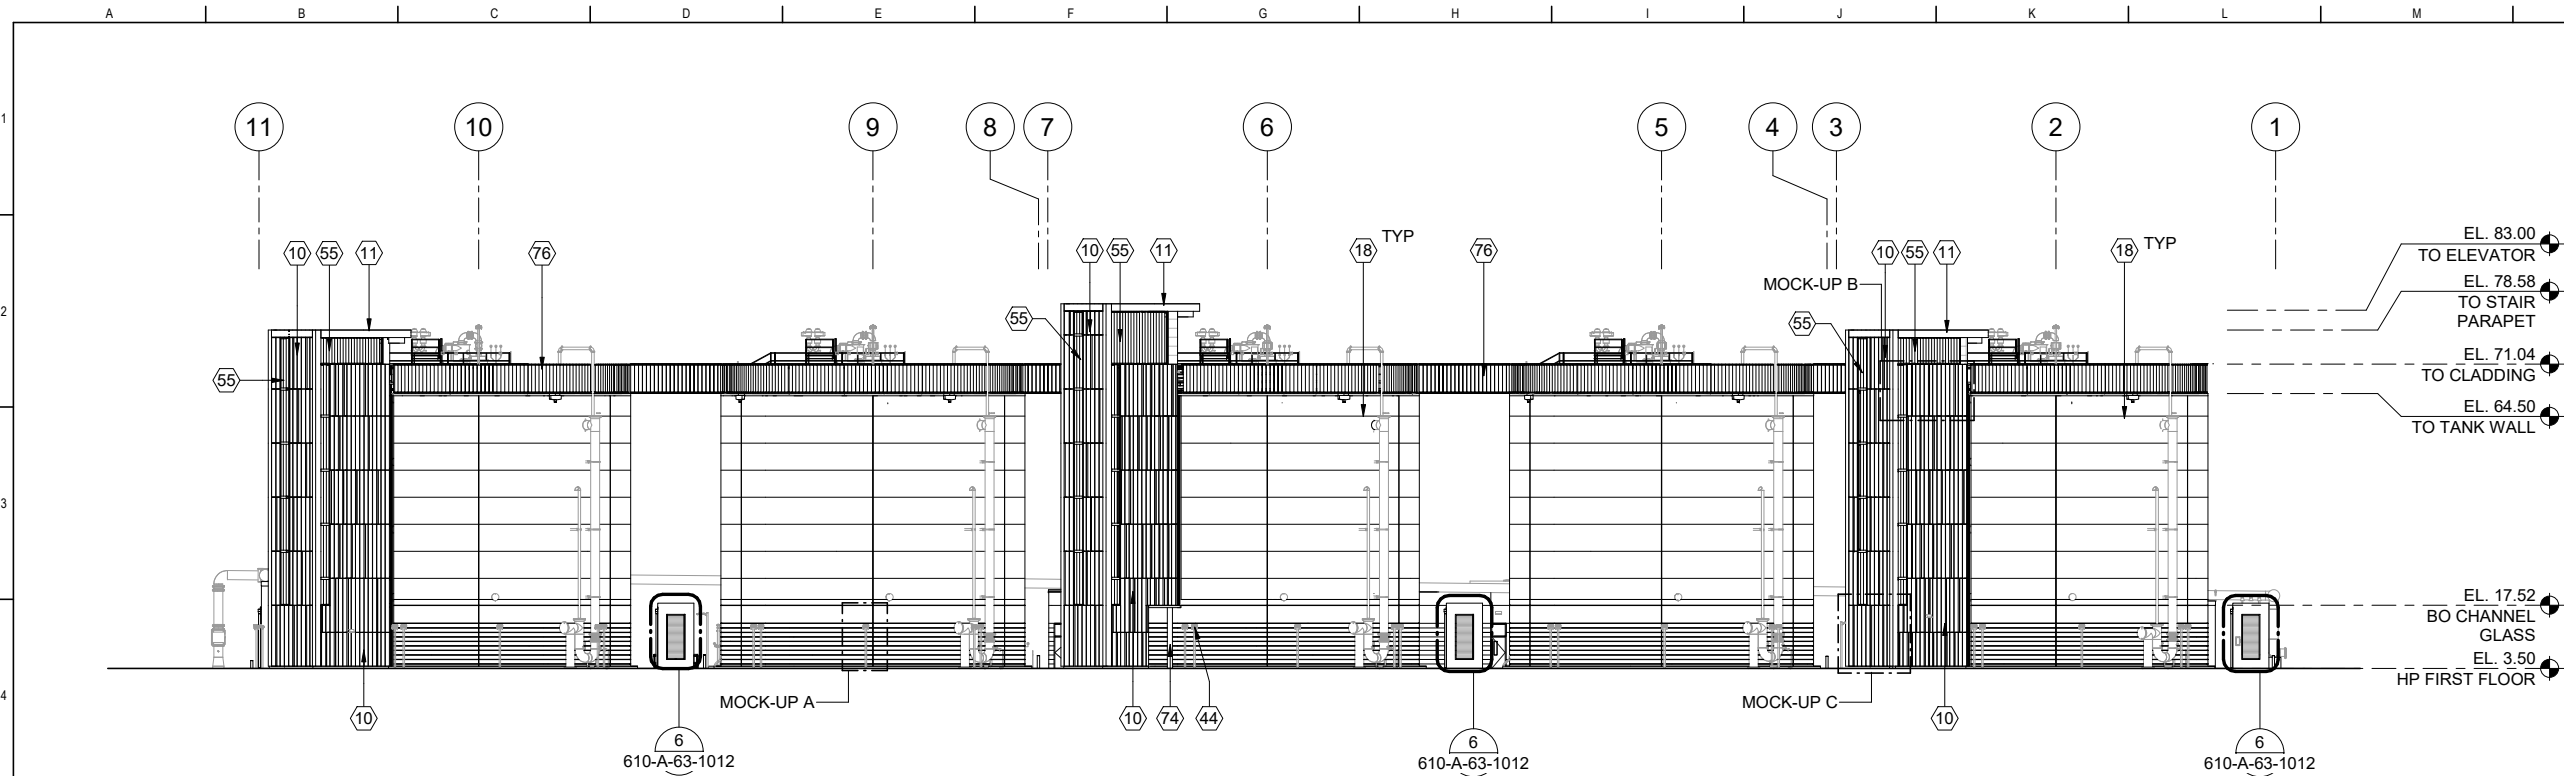 A B C D E F G H I J K L M
1
11 10 9 8 7 6 5 4 3 2 1
EL. 83.00
TO ELEVATOR
10 55 11 76 10 55 11 18 TYP 76 10 55 11 18 TYP
MOCK-UP B
EL. 78.58
TO STAIR
PARAPET
2
55 55 55
EL. 71.04
TO CLADDING
EL. 64.50
TO TANK WALL
3
EL. 17.52
BO CHANNEL
GLASS
EL. 3.50
HP FIRST FLOOR
4
MOCK-UP A MOCK-UP C
10 10 74 44 10
6 6 6
610-A-63-1012 610-A-63-1012 610-A-63-1012